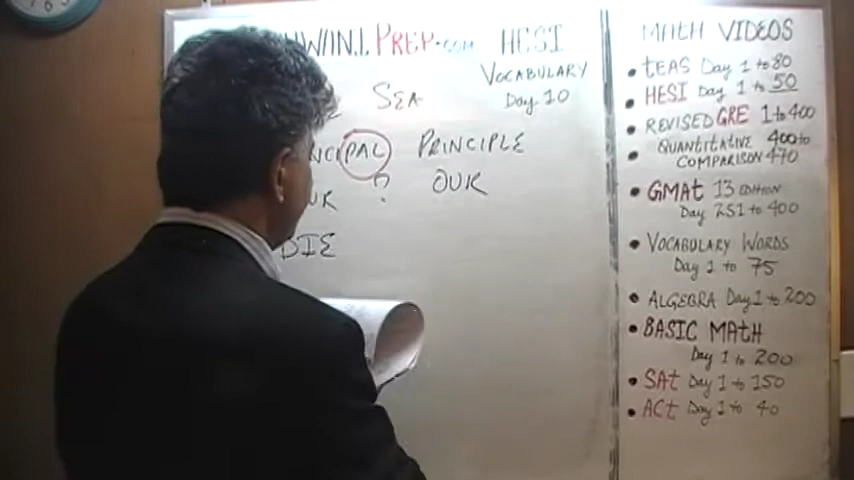 PREP.COM HESI
VOCABULARY
Day 10
SEA
PAL PRINCIPLE
? OUR
DIE
MATH VIDEOS
• TEAS Day 1 to 80
• HESI Day 1 to 50
• REVISED GRE 1 to 400
• QUANTITATIVE 400 to
COMPARISON 470
• GMAT 13 EDITION
Day 251 to 400
• VOCABULARY WORDS
Day 1 to 75
• ALGEBRA Day 1 to 200
• BASIC MATH
Day 1 to 200
• SAT Day 1 to 150
• ACT Day 1 to 40